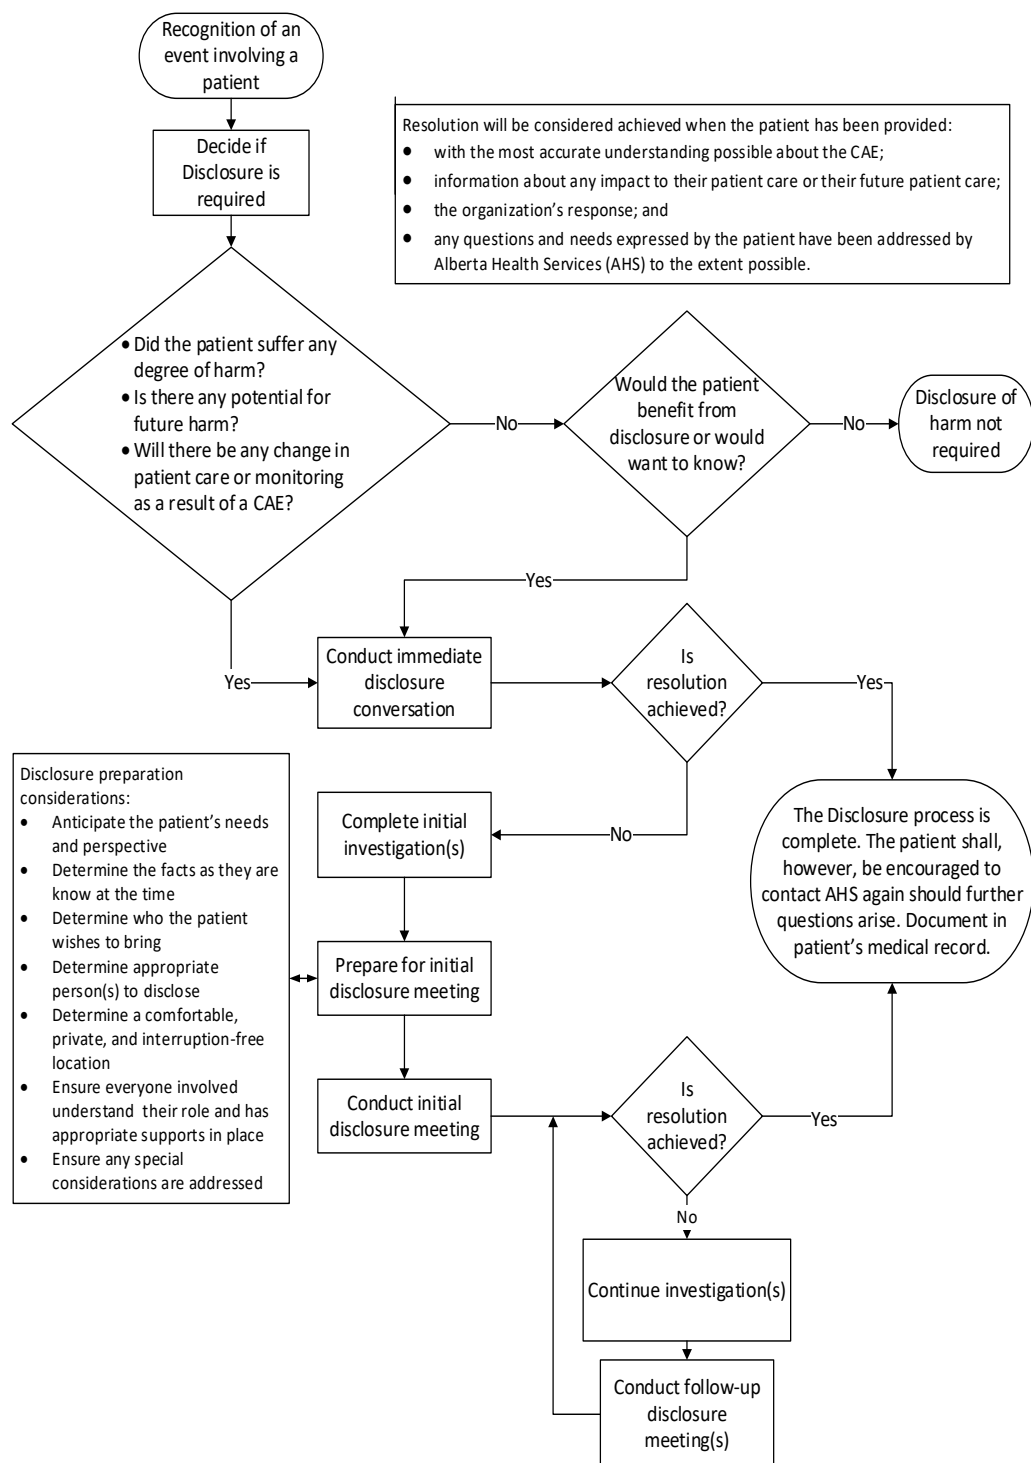 Recognition of an
event involving a
patient
Decide if
Disclosure is
required
Resolution will be considered achieved when the patient has been provided:
• with the most accurate understanding possible about the CAE;
• information about any impact to their patient care or their future patient care;
• the organization's response; and
• any questions and needs expressed by the patient have been addressed by
Alberta Health Services (AHS) to the extent possible.
• Did the patient suffer any
degree of harm?
• Is there any potential for
future harm?
• Will there be any change in
patient care or monitoring
as a result of a CAE?
No
Would the patient
benefit from
disclosure or would
want to know?
No
Disclosure of
harm not
required
Yes
Yes
Conduct immediate
disclosure
conversation
Is
resolution
achieved?
Yes
No
Disclosure preparation
considerations:
• Anticipate the patient's needs
and perspective
• Determine the facts as they are
know at the time
• Determine who the patient
wishes to bring
• Determine appropriate
person(s) to disclose
• Determine a comfortable,
private, and interruption-free
location
• Ensure everyone involved
understand their role and has
appropriate supports in place
• Ensure any special
considerations are addressed
Complete initial
investigation(s)
Prepare for initial
disclosure meeting
Conduct initial
disclosure meeting
The Disclosure process is
complete. The patient shall,
however, be encouraged to
contact AHS again should further
questions arise. Document in
patient's medical record.
Is
resolution
achieved?
Yes
No
Continue investigation(s)
Conduct follow-up
disclosure
meeting(s)